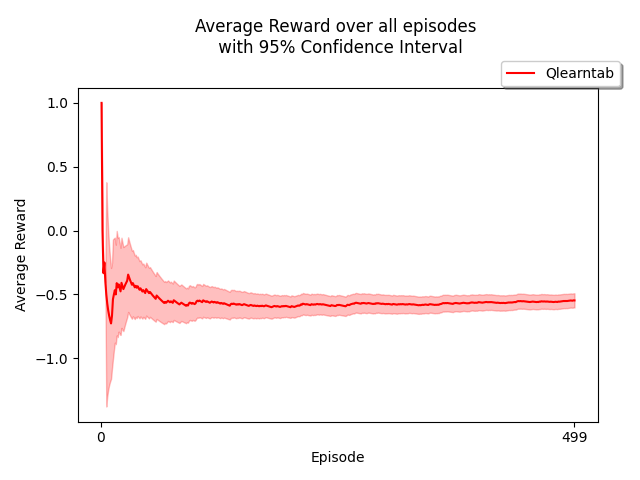 Average Reward over all episodes
with 95% Confidence Interval
Qlearntab
1.0
0.5
0.0
−0.5
−1.0
Average Reward
0
499
Episode